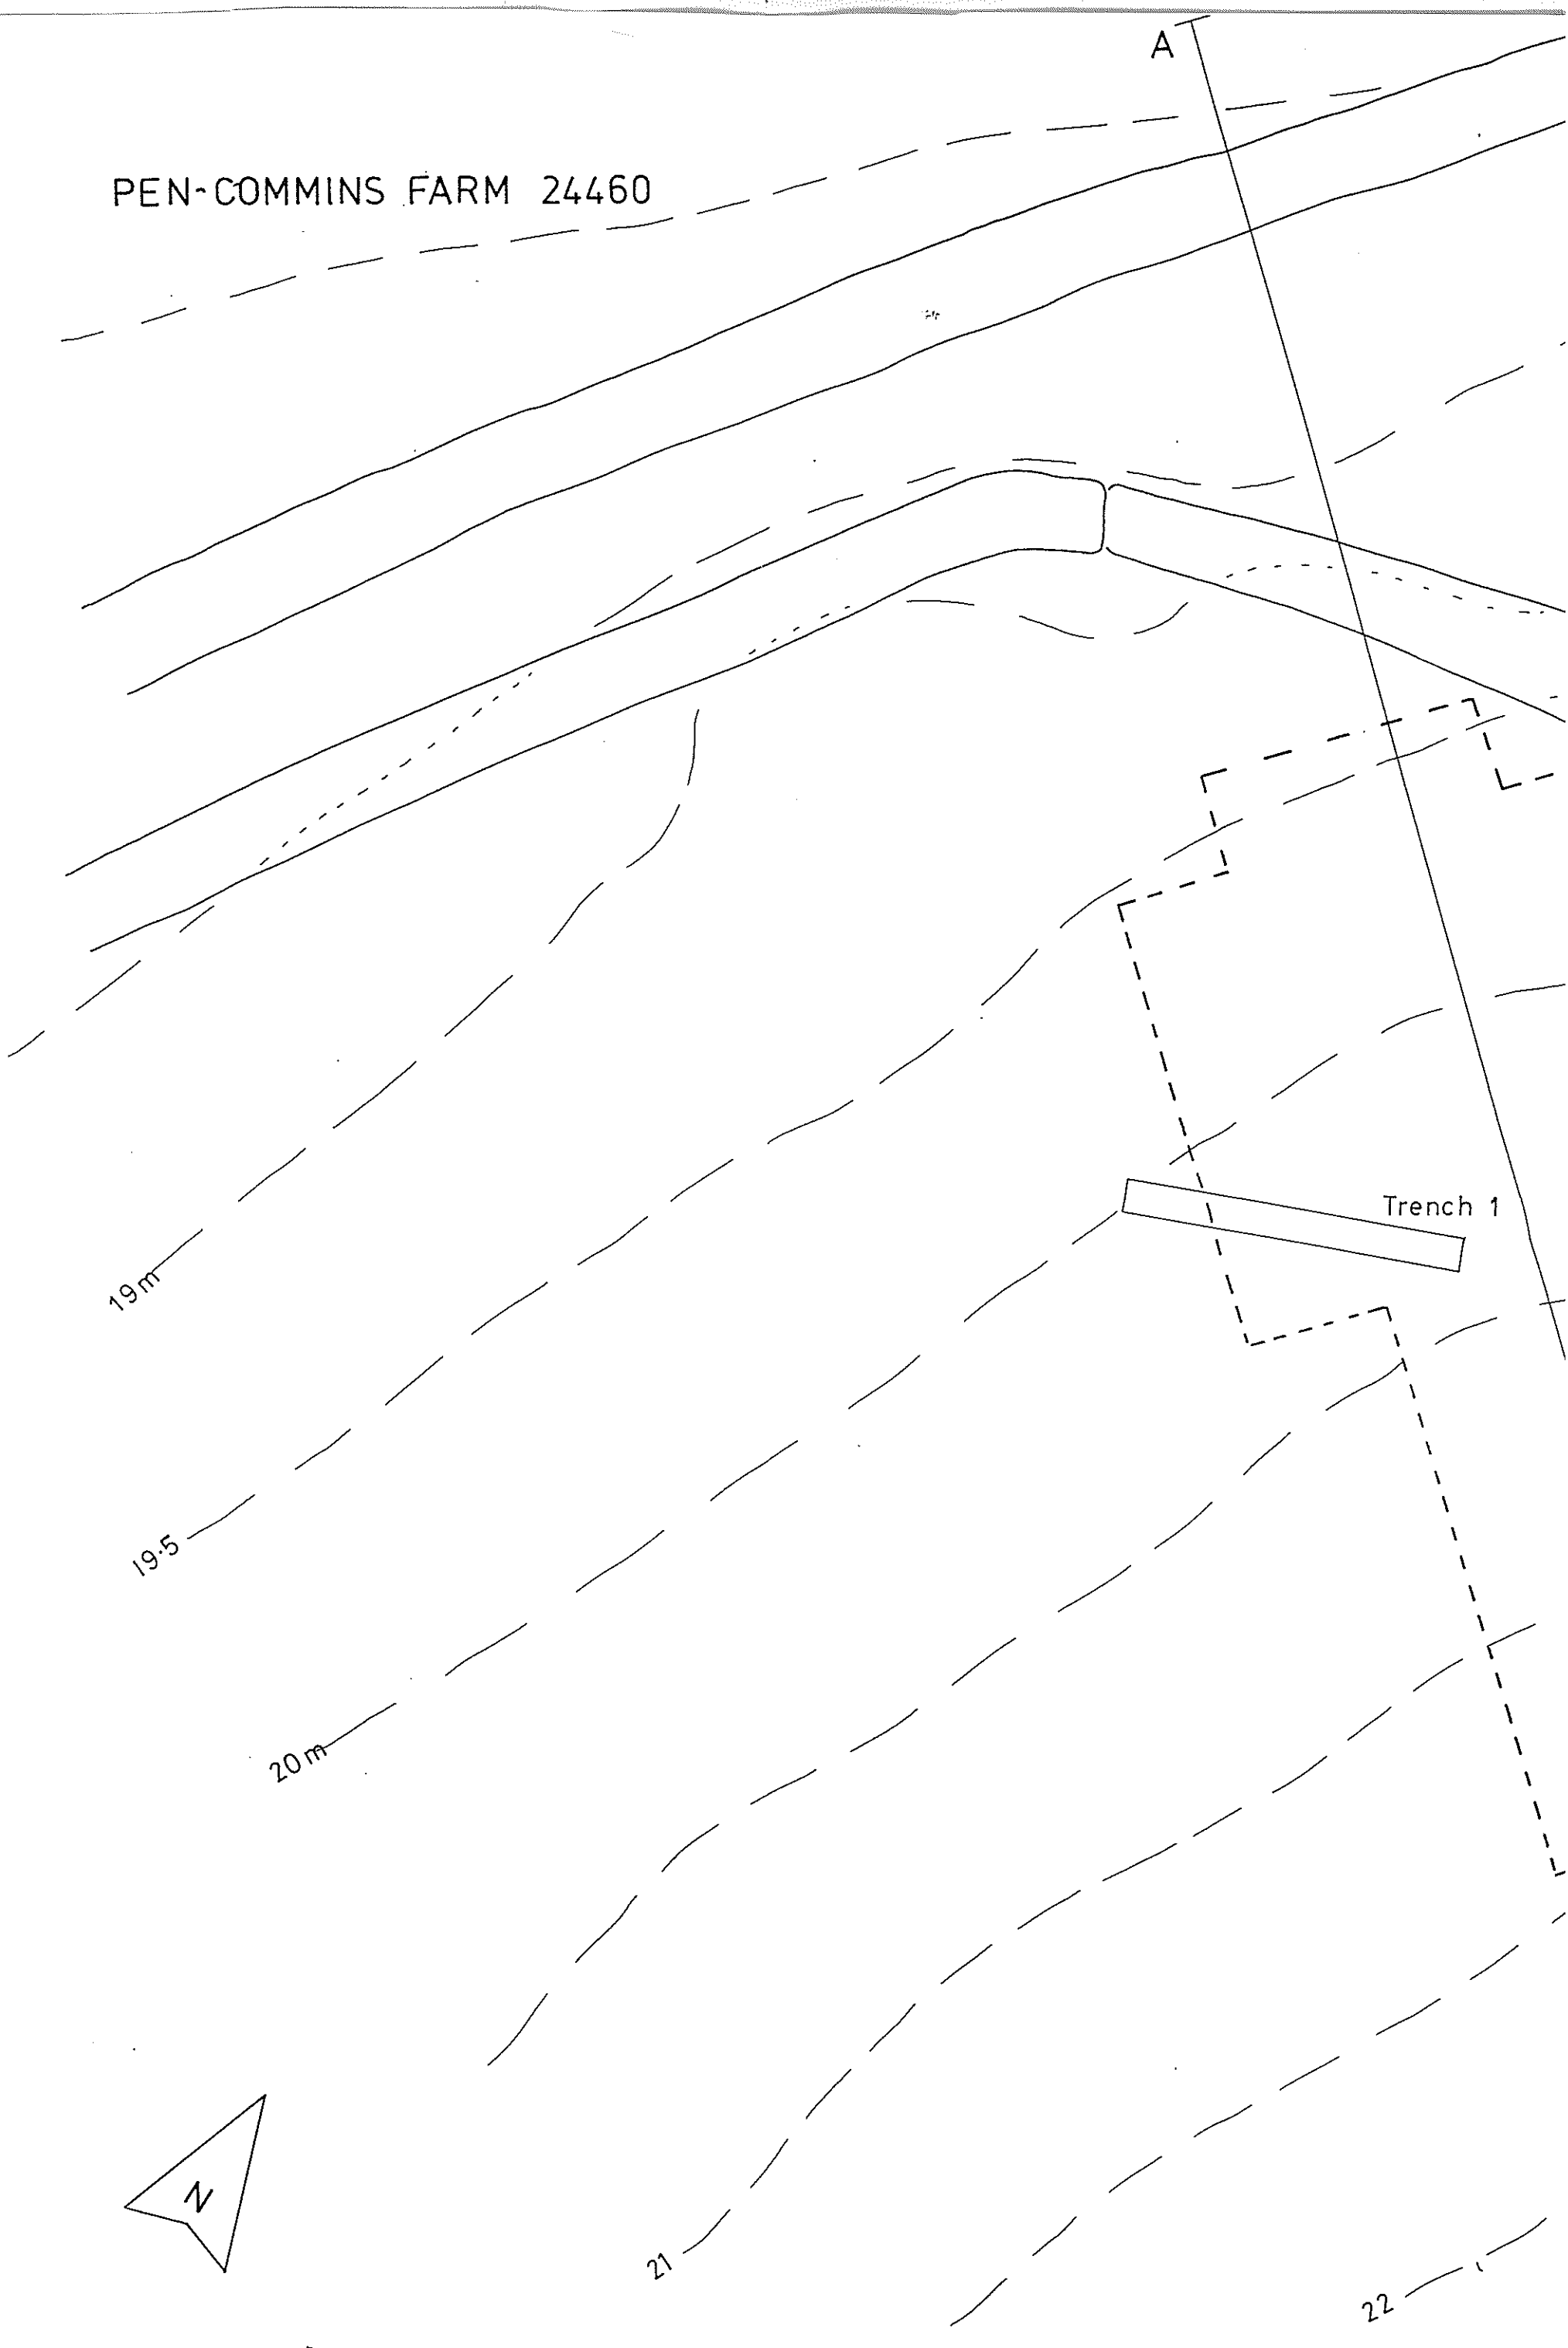 A
PEN-COMMINS FARM 24460
Trench 1
19m
19·5
20m
N
21
22